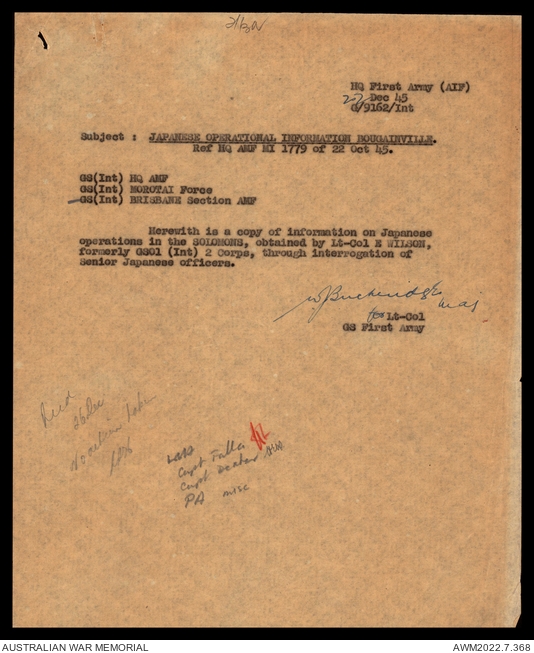 HQ First Army (AIF)
Dec 45
G/9162/Int
Subject : JAPANESE OPERATIONAL INFORMATION BOUGAINVILLE.
Ref HQ AMF MI 1779 of 22 Oct 45.
GS(Int) HQ AMF
GS(Int) MOROTAI Force
GS(Int) BRISBANE Section AMF
Herewith is a copy of information on Japanese
operations in the SOLOMONS, obtained by Lt-Col E WILSON,
formerly GSO1 (Int) 2 Corps, through interrogation of
Senior Japanese officers.
Maj
for Lt-Col
GS First Army
Capt
Capt
PA misc
AUSTRALIAN WAR MEMORIAL
AWM2022.7.368